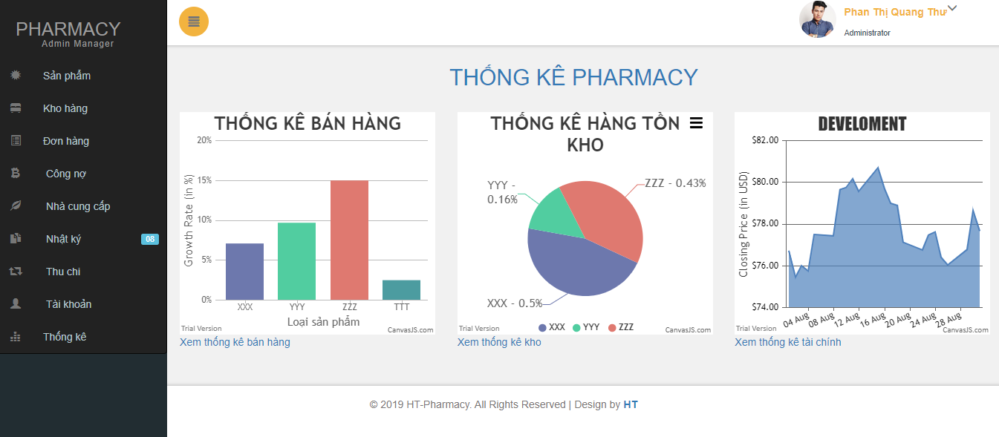 PHARMACY
Admin Manager
Sản phẩm
Kho hàng
Đơn hàng
Công nợ
Nhà cung cấp
Nhật ký 08
Thu chi
Tài khoản
Thống kê
Phan Thị Quang Thư
Administrator
THỐNG KÊ PHARMACY
THỐNG KÊ BÁN HÀNG
Growth Rate (in %)
20%
15%
10%
5%
0%
XXX YYY ZZZ TTT
Loại sản phẩm
Trial Version CanvasJS.com
Xem thống kê bán hàng
THỐNG KÊ HÀNG TỒN
KHO
YYY -
0.16%
ZZZ - 0.43%
XXX - 0.5%
XXX YYY ZZZ
Trial Version CanvasJS.com
Xem thống kê kho
DEVELOMENT
Closing Price (in USD)
$82.00
$80.00
$78.00
$76.00
$74.00
04 Aug 08 Aug 12 Aug 16 Aug 20 Aug 24 Aug 28 Aug
Trial Version CanvasJS.com
Xem thống kê tài chính
© 2019 HT-Pharmacy. All Rights Reserved | Design by HT